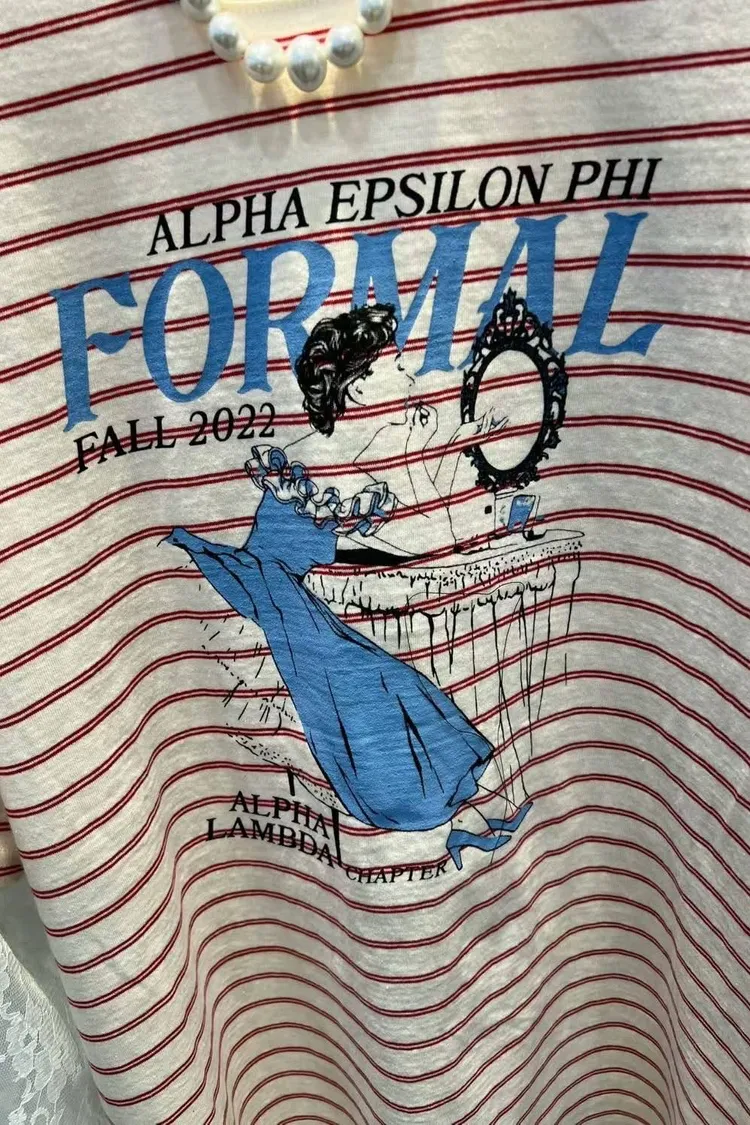 ALPHA EPSILON PHI
FORMAL
FALL 2022
ALPHA
LAMBDA
CHAPTER